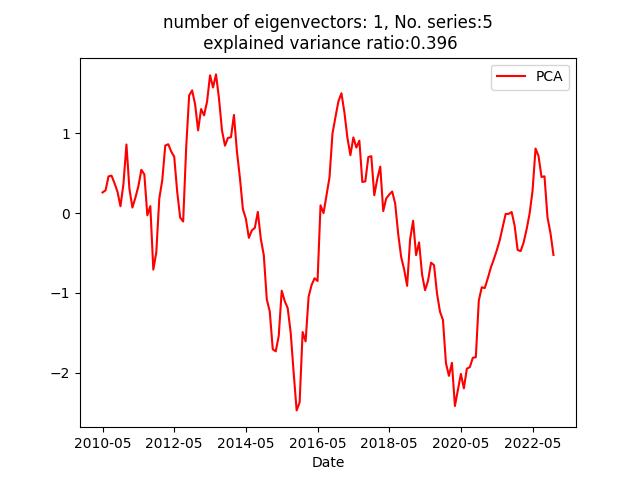 number of eigenvectors: 1, No. series:5
explained variance ratio:0.396
PCA
1
0
−1
−2
2010-05 2012-05 2014-05 2016-05 2018-05 2020-05 2022-05
Date